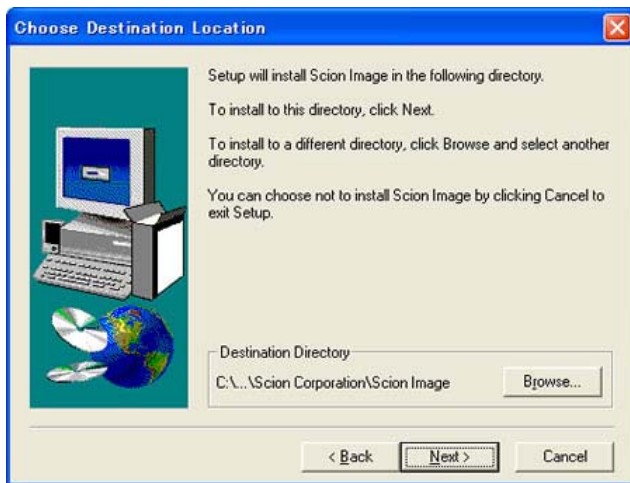 Choose Destination Location
Setup will install Scion Image in the following directory.
To install to this directory, click Next.
To install to a different directory, click Browse and select another
directory.
You can choose not to install Scion Image by clicking Cancel to
exit Setup.
Destination Directory
C:\...\Scion Corporation\Scion Image
Browse...
< Back
Next >
Cancel